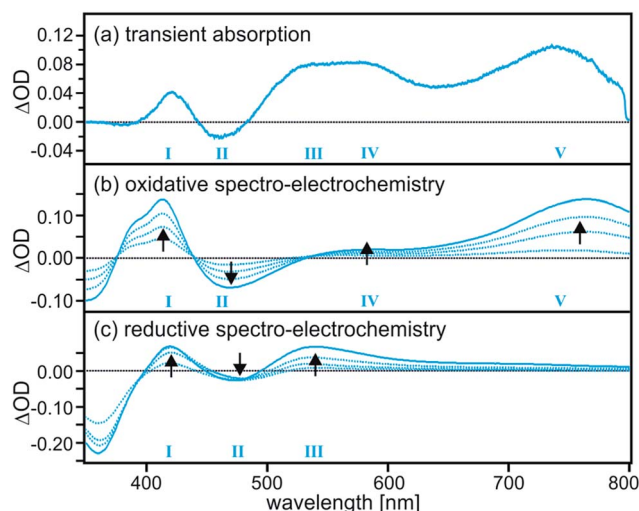 (a) transient absorption
0.12
0.08
0.04
0.00
-0.04
ΔOD
I II III IV V
(b) oxidative spectro-electrochemistry
0.10
0.00
-0.10
ΔOD
I II IV V
(c) reductive spectro-electrochemistry
0.00
-0.10
-0.20
ΔOD
I II III
400 500 600 700 800
wavelength [nm]